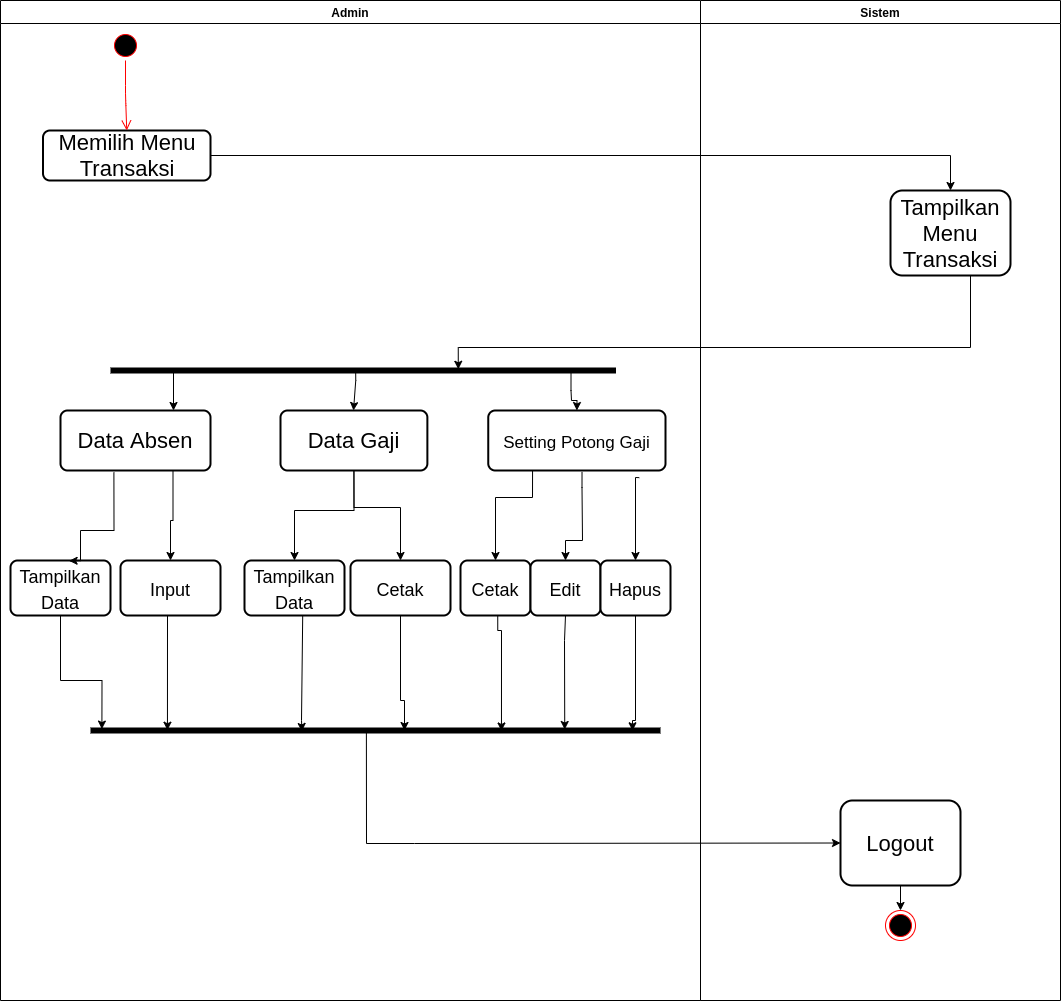 Admin
Sistem
Memilih Menu
Transaksi
Tampilkan
Menu
Transaksi
Data Absen
Data Gaji
Setting Potong Gaji
Tampilkan
Data
Input
Tampilkan
Data
Cetak
Cetak
Edit
Hapus
Logout